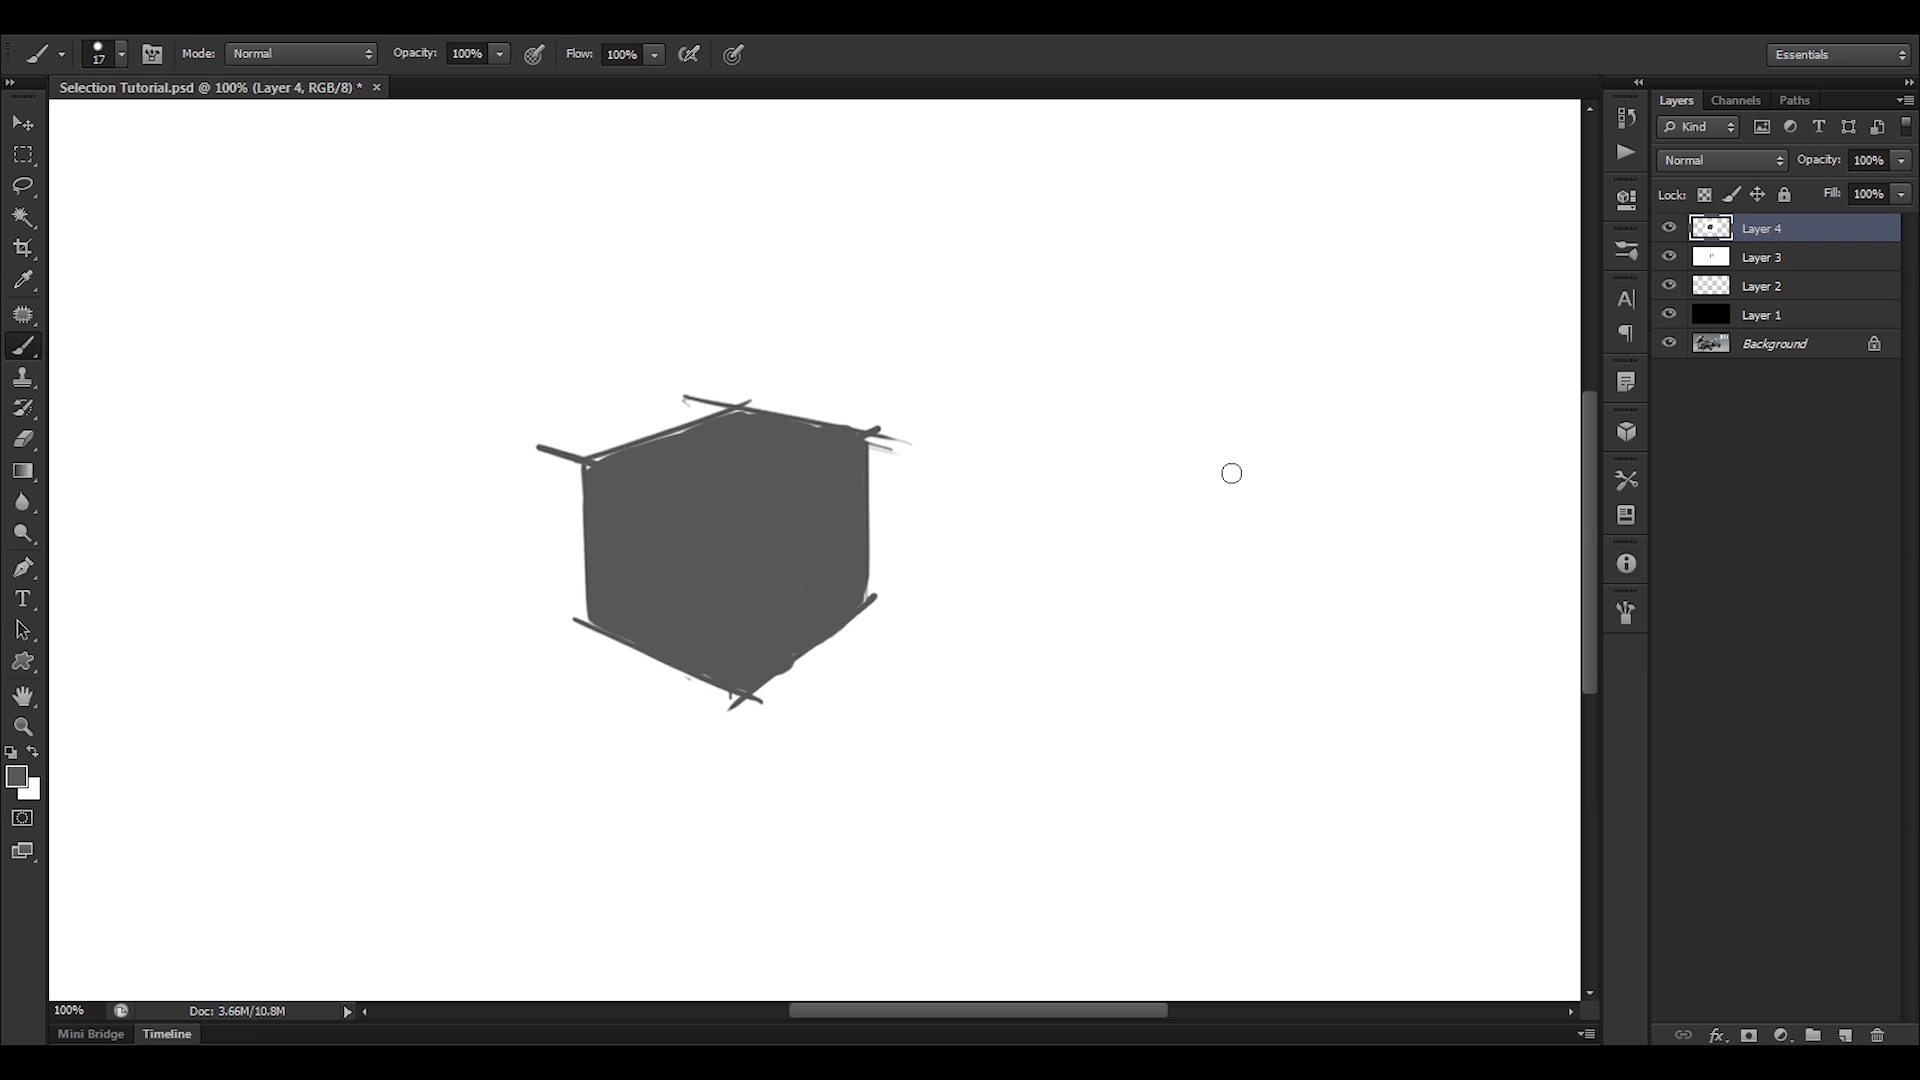 17 Mode: Normal Opacity: 100% Flow: 100% Essentials
Selection Tutorial.psd @ 100% (Layer 4, RGB/8) * ×
Layers Channels Paths
Kind
Normal Opacity: 100%
Lock: Fill: 100%
Layer 4
Layer 3
Layer 2
Layer 1
Background
100% Doc: 3.66M/10.8M
Mini Bridge Timeline